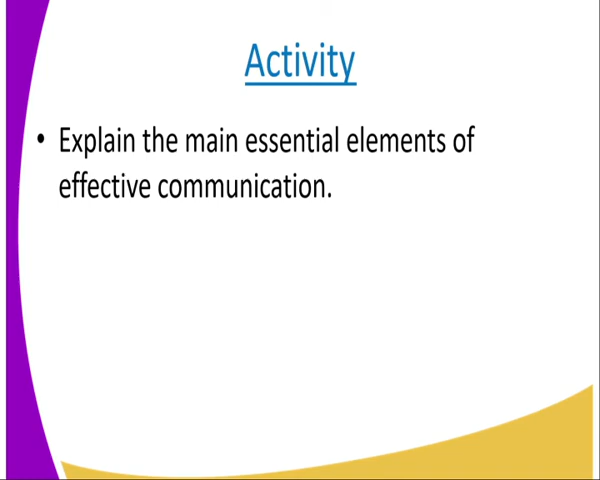 Activity
• Explain the main essential elements of
effective communication.